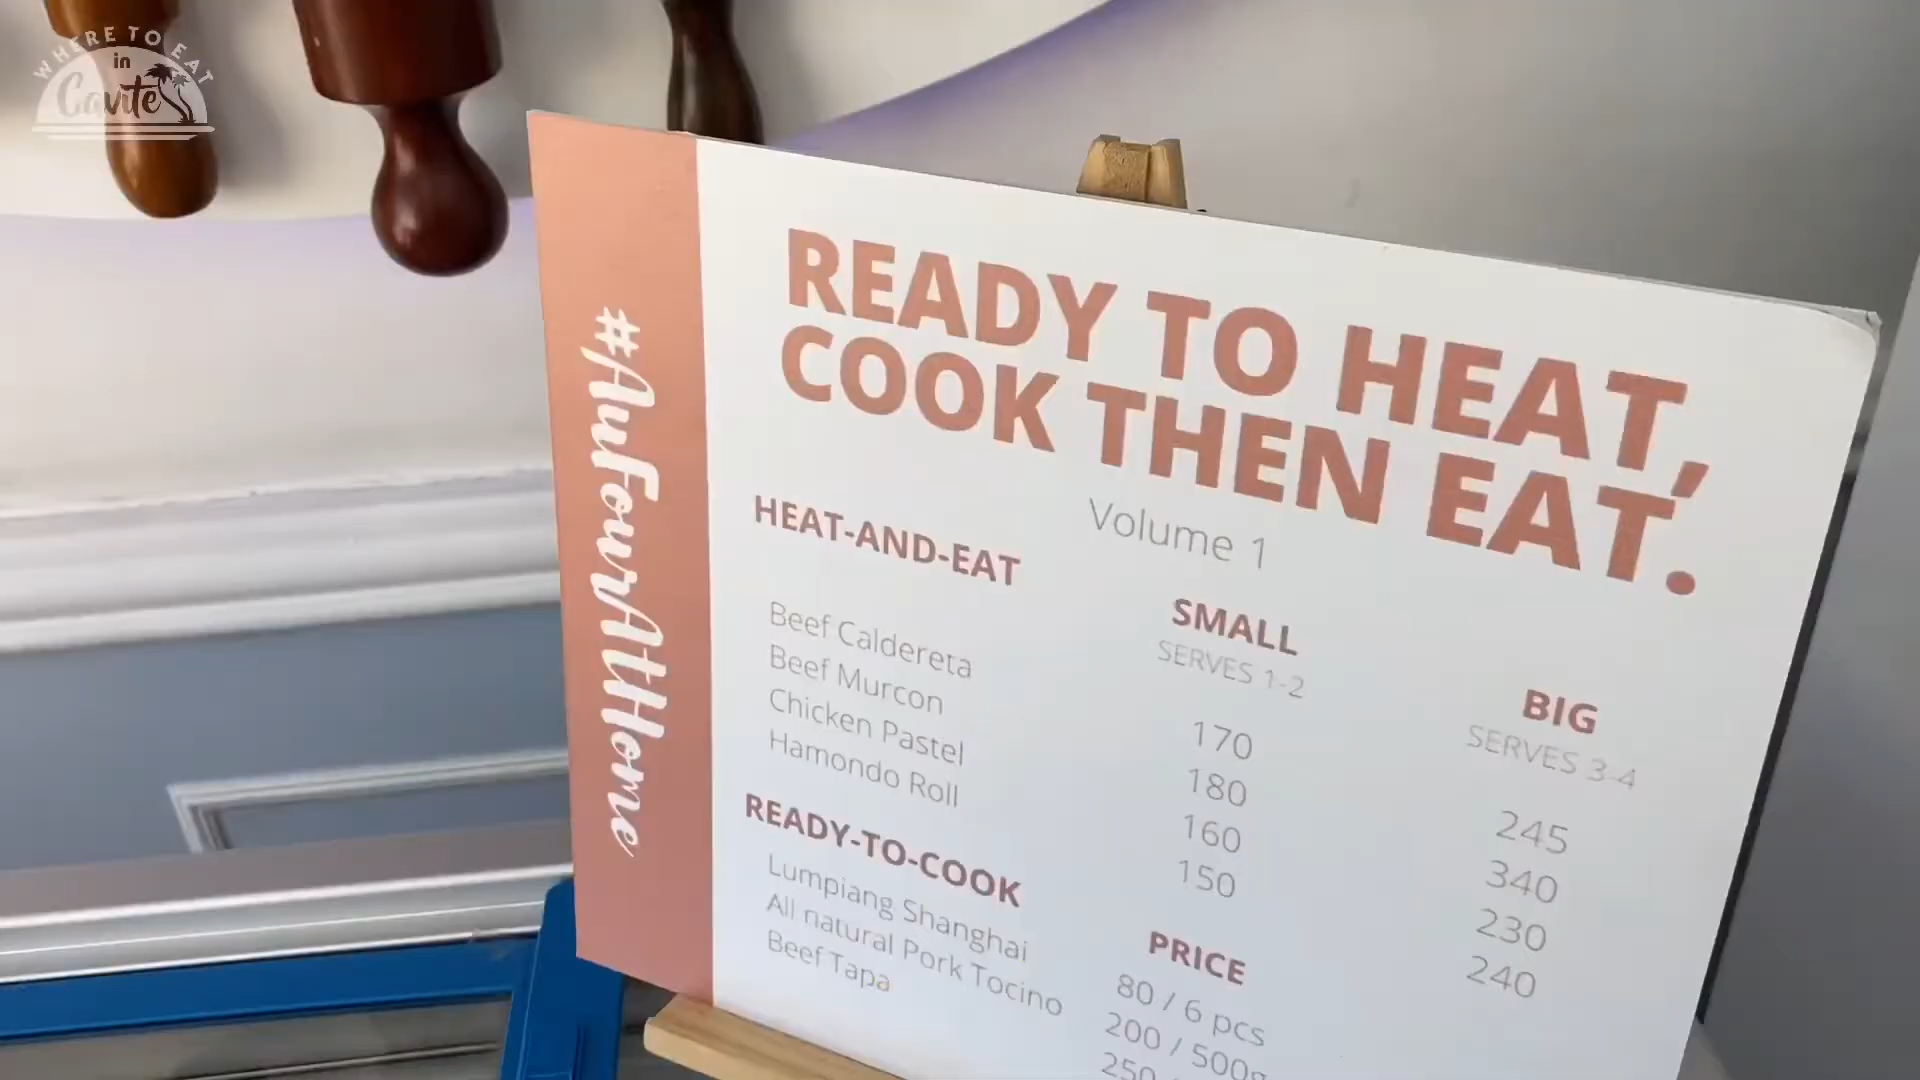 WHERE TO EAT
in
Cavite
#AuFourAtHome
READY TO HEAT,
COOK THEN EAT.
Volume 1
HEAT-AND-EAT
SMALL
SERVES 1-2
BIG
SERVES 3-4
Beef Caldereta 170 245
Beef Murcon 180 340
Chicken Pastel 160 230
Hamondo Roll 150 240
READY-TO-COOK
PRICE
Lumpiang Shanghai 80 / 6 pcs
All natural Pork Tocino 200 / 500g
Beef Tapa 250